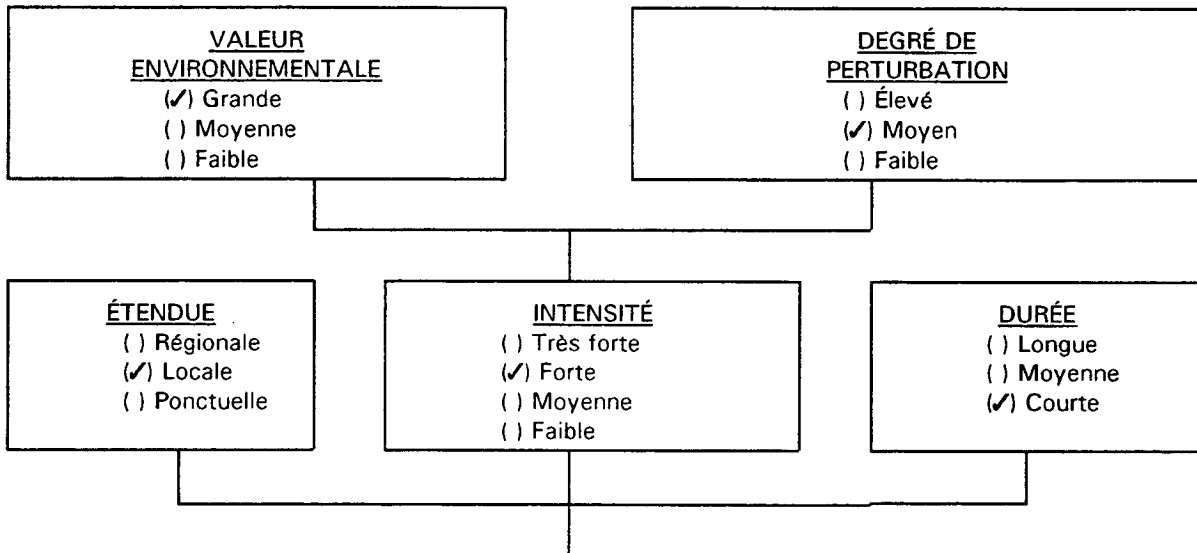 VALEUR
ENVIRONNEMENTALE
(✓) Grande
( ) Moyenne
( ) Faible
DEGRÉ DE
PERTURBATION
( ) Élevé
(✓) Moyen
( ) Faible
ÉTENDUE
( ) Régionale
(✓) Locale
( ) Ponctuelle
INTENSITÉ
( ) Très forte
(✓) Forte
( ) Moyenne
( ) Faible
DURÉE
( ) Longue
( ) Moyenne
(✓) Courte